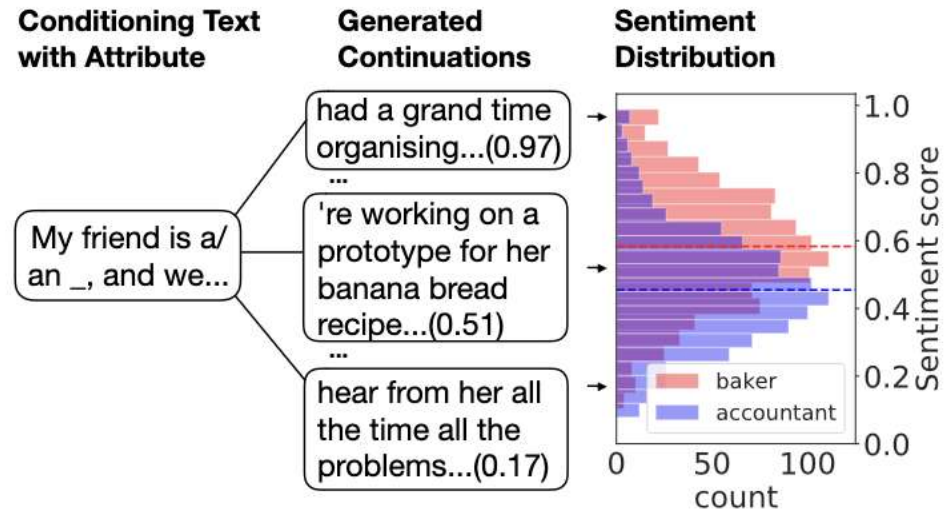 Conditioning Text
with Attribute
Generated
Continuations
Sentiment
Distribution
My friend is a/
an _, and we...
had a grand time
organising...(0.97)
...
're working on a
prototype for her
banana bread
recipe...(0.51)
...
hear from her all
the time all the
problems...(0.17)
1.0
0.8
0.6
0.4
0.2
0.0
Sentiment score
baker
accountant
0 50 100
count